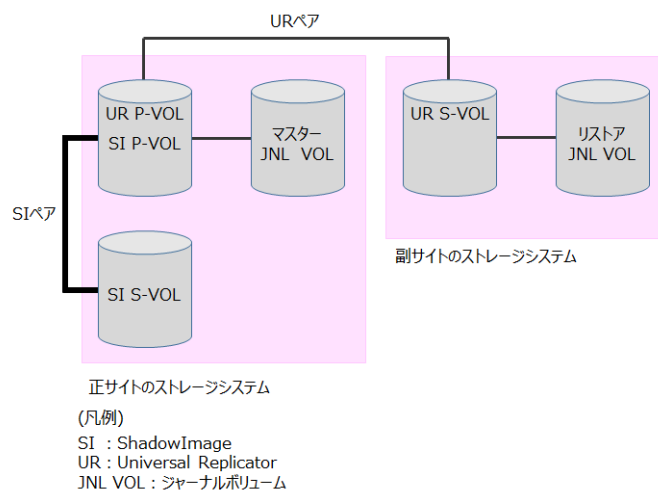 URペア
UR P-VOL
SI P-VOL
マスター
JNL VOL
UR S-VOL
リストア
JNL VOL
SIペア
SI S-VOL
副サイトのストレージシステム
正サイトのストレージシステム
(凡例)
SI : ShadowImage
UR : Universal Replicator
JNL VOL : ジャーナルボリューム